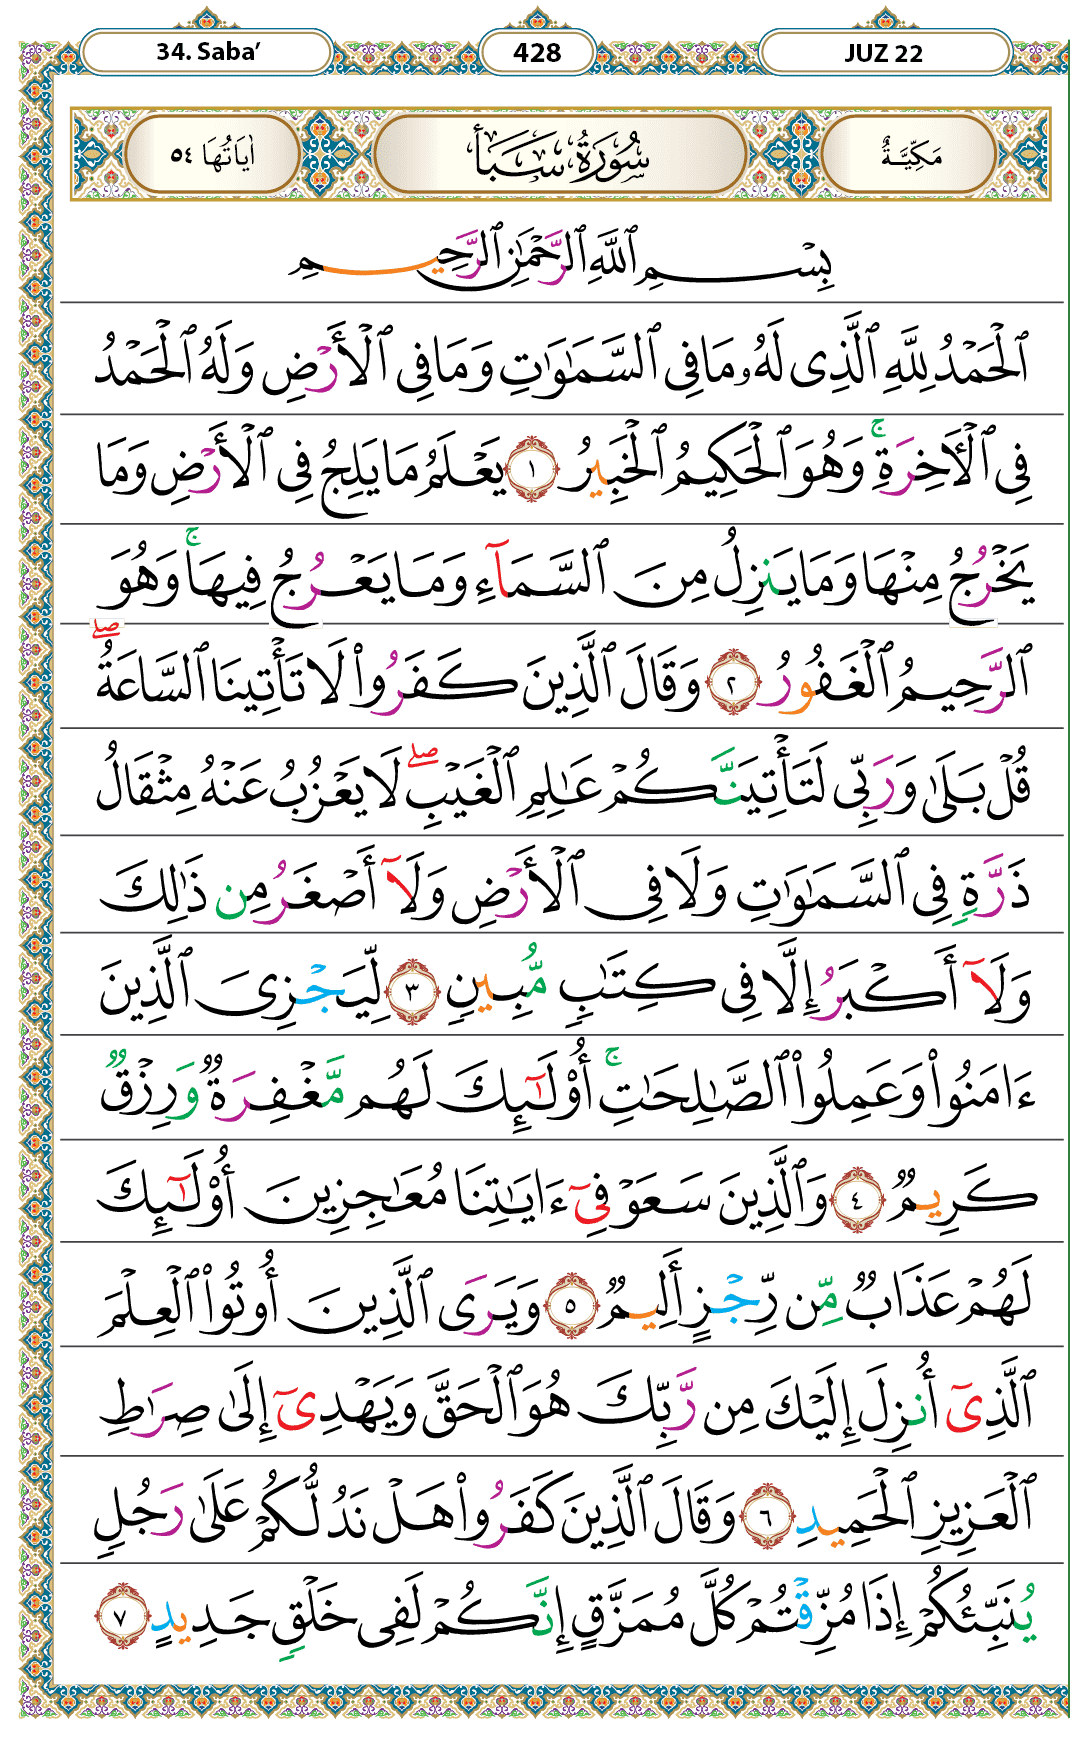 34. Saba’ 428 JUZ 22
مَكِّيَّةٌ سُورَةُ سَبَأ اٰيَاتُهَا ٥٤
بِسْمِ ٱللَّهِ ٱلرَّحْمَٰنِ ٱلرَّحِيمِ
ٱلْحَمْدُ لِلَّهِ ٱلَّذِى لَهُۥ مَا فِى ٱلسَّمَٰوَٰتِ وَمَا فِى ٱلْأَرْضِ وَلَهُ ٱلْحَمْدُ
فِى ٱلْأَخِرَةِ ۚ وَهُوَ ٱلْحَكِيمُ ٱلْخَبِيرُ ١ يَعْلَمُ مَا يَلِجُ فِى ٱلْأَرْضِ وَمَا
يَخْرُجُ مِنْهَا وَمَا يَنزِلُ مِنَ ٱلسَّمَآءِ وَمَا يَعْرُجُ فِيهَا ۚ وَهُوَ
ٱلرَّحِيمُ ٱلْغَفُورُ ٢ وَقَالَ ٱلَّذِينَ كَفَرُوا۟ لَا تَأْتِينَا ٱلسَّاعَةُ ۖ
قُلْ بَلَىٰ وَرَبِّى لَتَأْتِيَنَّكُمْ عَٰلِمِ ٱلْغَيْبِ ۖ لَا يَعْزُبُ عَنْهُ مِثْقَالُ
ذَرَّةٍ فِى ٱلسَّمَٰوَٰتِ وَلَا فِى ٱلْأَرْضِ وَلَآ أَصْغَرُ مِن ذَٰلِكَ
وَلَآ أَكْبَرُ إِلَّا فِى كِتَٰبٍ مُّبِينٍ ٣ لِّيَجْزِىَ ٱلَّذِينَ
ءَامَنُوا۟ وَعَمِلُوا۟ ٱلصَّٰلِحَٰتِ ۚ أُو۟لَٰٓئِكَ لَهُم مَّغْفِرَةٌ وَرِزْقٌ
كَرِيمٌ ٤ وَٱلَّذِينَ سَعَوْ فِىٓ ءَايَٰتِنَا مُعَٰجِزِينَ أُو۟لَٰٓئِكَ
لَهُمْ عَذَابٌ مِّن رِّجْزٍ أَلِيمٌ ٥ وَيَرَى ٱلَّذِينَ أُوتُوا۟ ٱلْعِلْمَ
ٱلَّذِىٓ أُنزِلَ إِلَيْكَ مِن رَّبِّكَ هُوَ ٱلْحَقَّ وَيَهْدِىٓ إِلَىٰ صِرَٰطِ
ٱلْعَزِيزِ ٱلْحَمِيدِ ٦ وَقَالَ ٱلَّذِينَ كَفَرُوا۟ هَلْ نَدُلُّكُمْ عَلَىٰ رَجُلٍ
يُنَبِّئُكُمْ إِذَا مُزِّقْتُمْ كُلَّ مُمَزَّقٍ إِنَّكُمْ لَفِى خَلْقٍ جَدِيدٍ ٧